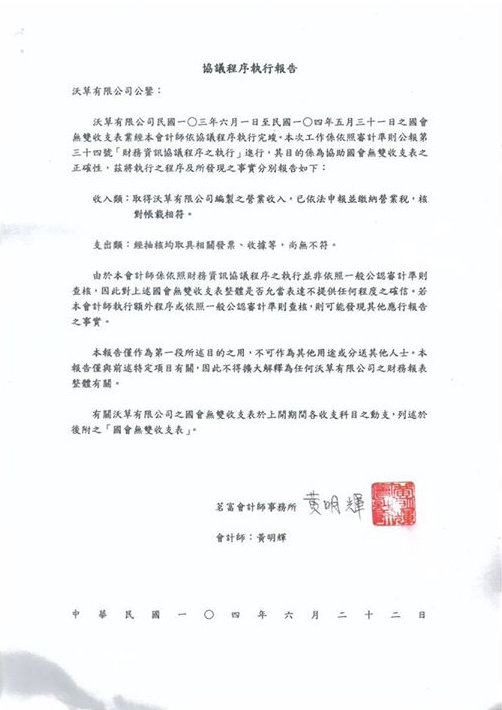 協議程序執行報告
沃草有限公司公鑒：
沃草有限公司民國一〇三年六月一日至民國一〇四年五月三十一日之國會
無雙收支表業經本會計師依協議程序執行完竣。本次工作係依照審計準則公報第
三十四號「財務資訊協議程序之執行」進行，其目的係為協助國會無雙收支表之
正確性，茲將執行之程序及所發現之事實分別報告如下：
收入類：取得沃草有限公司編製之營業收入，已依法申報並繳納營業稅，核
對帳載相符。
支出類：經抽核均取具相關發票、收據等，尚無不符。
由於本會計師係依照財務資訊協議程序之執行並非依照一般公認審計準則
查核，因此對上述國會無雙收支表整體是否允當表達不提供任何程度之確信。若
本會計師執行額外程序或依照一般公認審計準則查核，則可能發現其他應行報告
之事實。
本報告僅作為第一段所述目的之用，不可作為其他用途或分送其他人士。本
報告僅與前述特定項目有關，因此不得擴大解釋為任何沃草有限公司之財務報表
整體有關。
有關沃草有限公司之國會無雙收支表於上開期間各收支科目之動支，列述於
後附之「國會無雙收支表」。
茗富會計師事務所 黃明輝
會計師：黃明輝
中華民國一〇四年六月二十二日